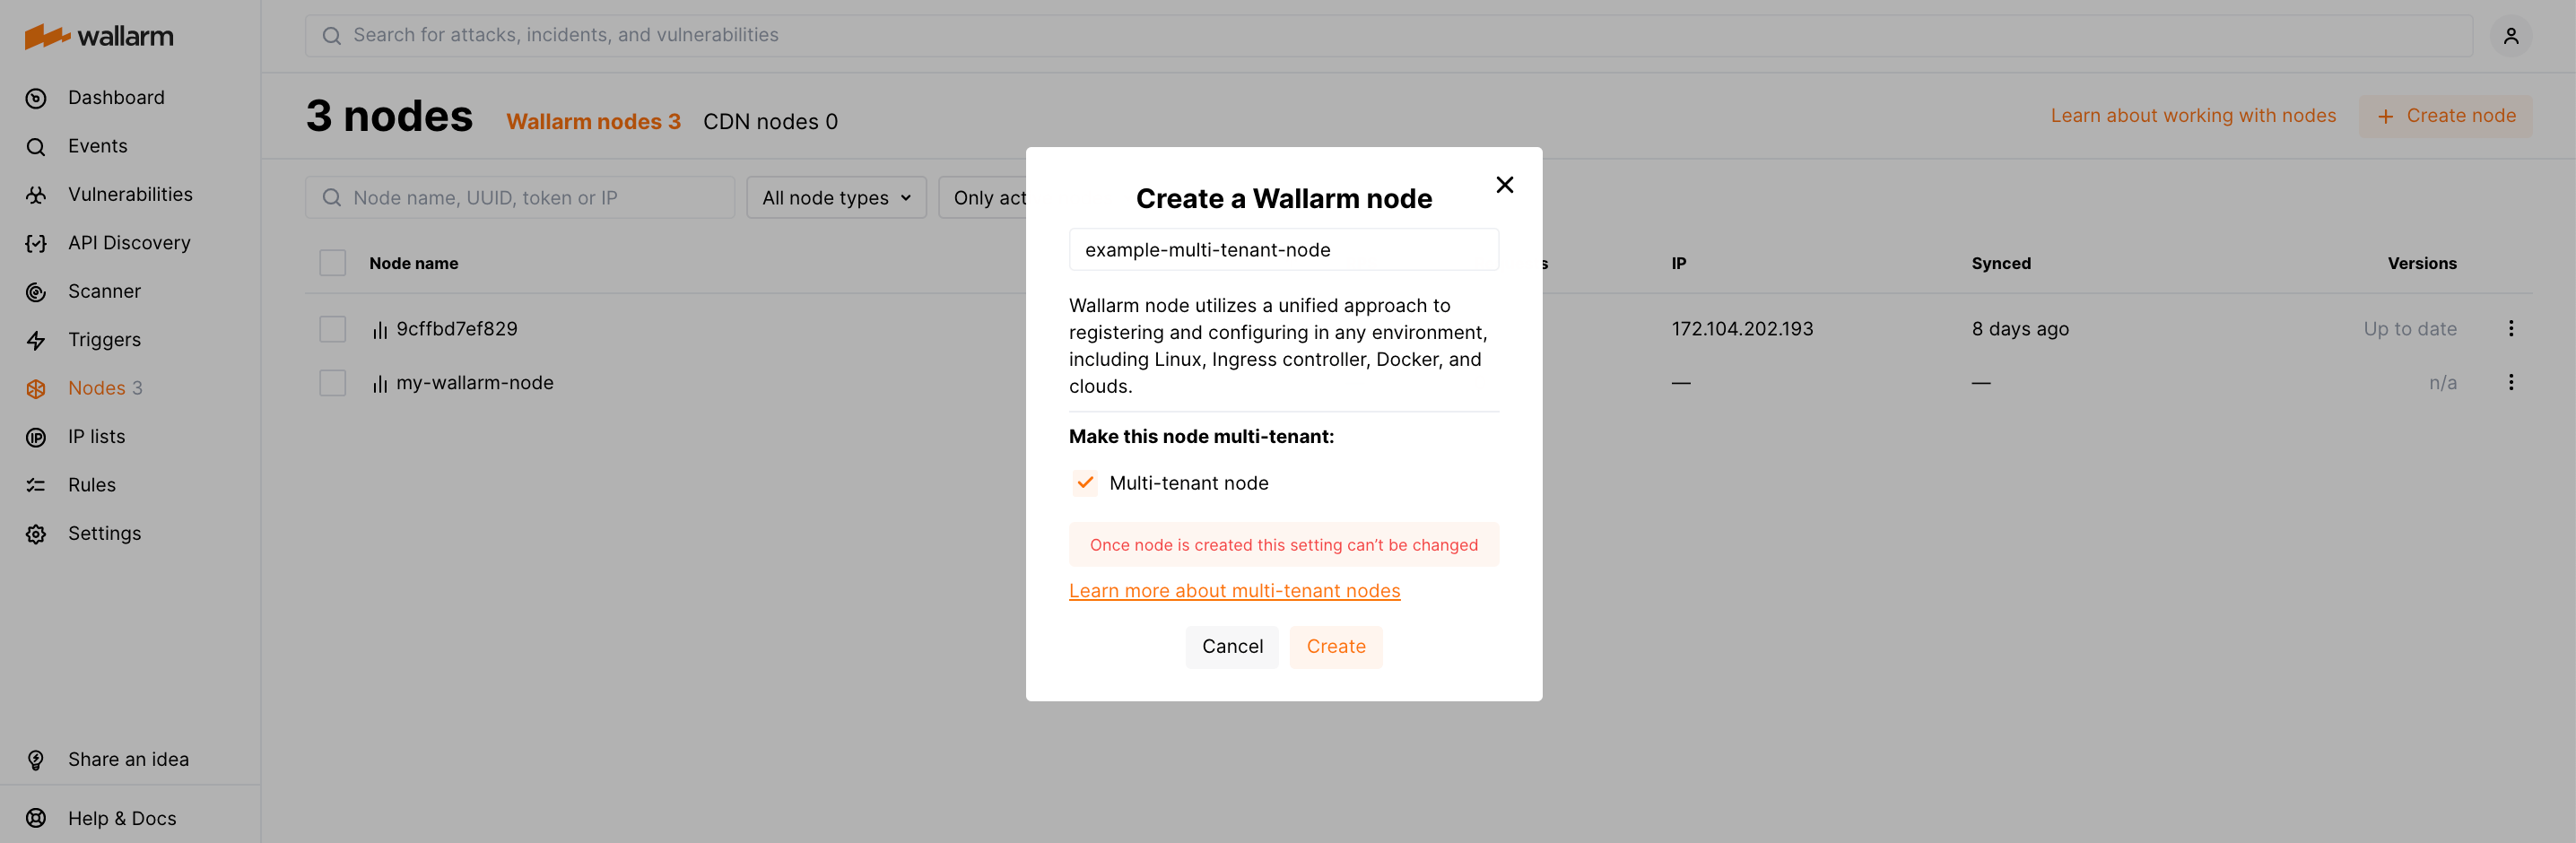 wallarm
Search for attacks, incidents, and vulnerabilities
Dashboard
Events
Vulnerabilities
API Discovery
Scanner
Triggers
Nodes 3
IP lists
Rules
Settings
Share an idea
Help & Docs
3 nodes Wallarm nodes 3 CDN nodes 0
Learn about working with nodes + Create node
Node name, UUID, token or IP All node types Only act
Node name s IP Synced Versions
9cffbd7ef829 172.104.202.193 8 days ago Up to date
my-wallarm-node — — n/a
Create a Wallarm node
example-multi-tenant-node
Wallarm node utilizes a unified approach to
registering and configuring in any environment,
including Linux, Ingress controller, Docker, and
clouds.
Make this node multi-tenant:
Multi-tenant node
Once node is created this setting can’t be changed
Learn more about multi-tenant nodes
Cancel Create